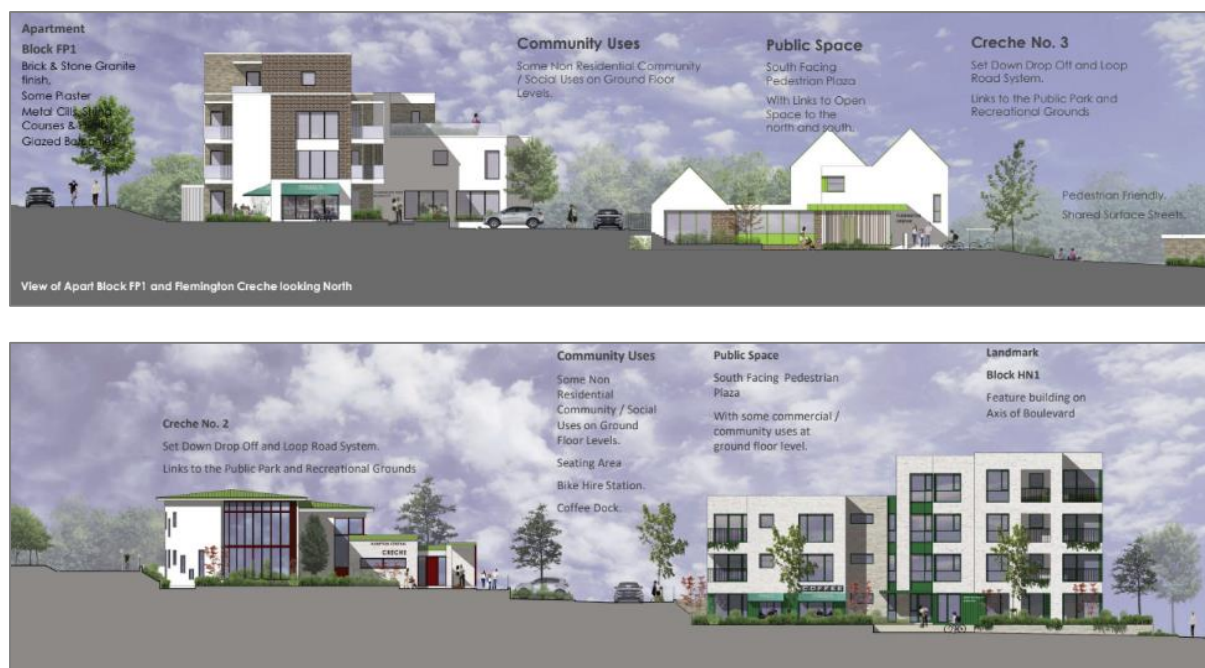 Apartment
Block FP1
Brick & Stone Granite
finish,
Some Plaster
Metal Cills, String
Courses &
Glazed
Community Uses
Some Non Residential Community
/ Social Uses on Ground Floor
Levels.
Public Space
South Facing
Pedestrian Plaza
With Links to Open
Space to the
north and south.
Creche No. 3
Set Down Drop Off and Loop
Road System.
Links to the Public Park and
Recreational Grounds
Pedestrian Friendly.
Shared Surface Streets.
View of Apart Block FP1 and Flemington Creche looking North
Creche No. 2
Set Down Drop Off and Loop Road System.
Links to the Public Park and Recreational Grounds
CRECHE
Community Uses
Some Non
Residential
Community / Social
Uses on Ground
Floor Levels.
Seating Area
Bike Hire Station.
Coffee Dock.
Public Space
South Facing Pedestrian
Plaza
With some commercial /
community uses at
ground floor level.
Landmark
Block HN1
Feature building on
Axis of Boulevard
COFFEE